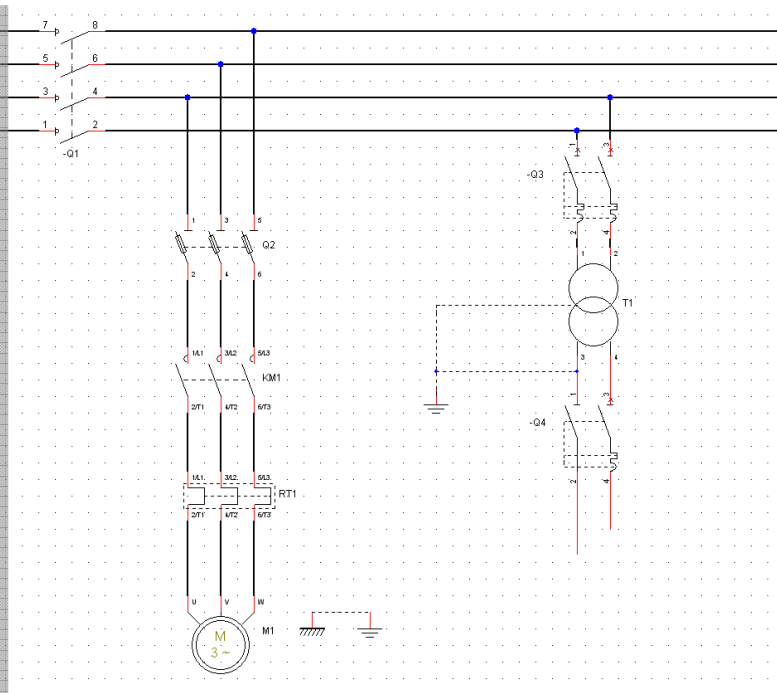 7 8
5 6
3 4
1 2
-Q1
1 3
-Q3
2 4
1 3 5
Q2
2 4 6
1 2
T1
3 4
1/L1 3/L2 5/L3
KM1
2/T1 4/T2 6/T3
1 3
-Q4
2 4
1/L1 3/L2 5/L3
RT1
2/T1 4/T2 6/T3
U V W
M1
M
3 ~